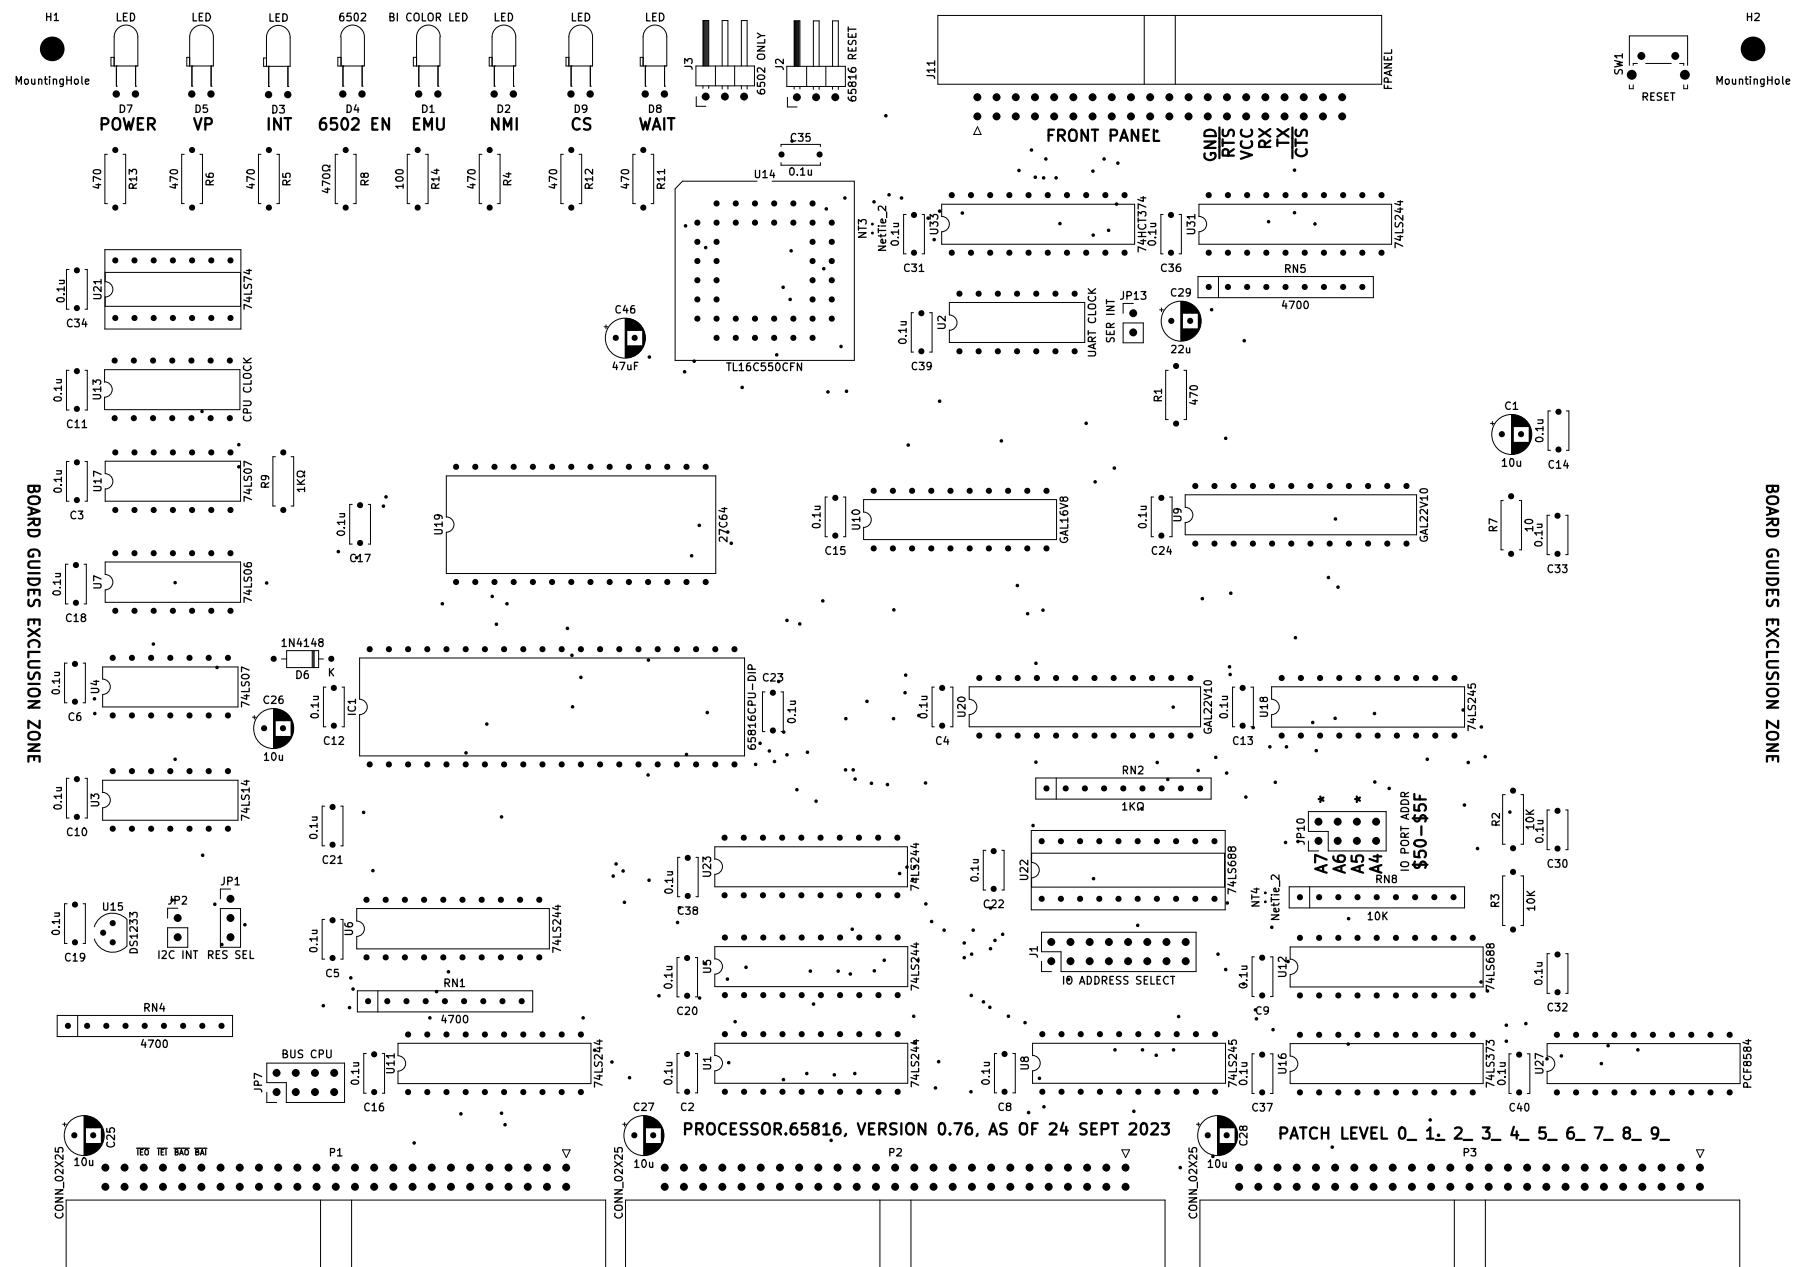 H1
LED
LED
LED
6502
BI COLOR LED
LED
LED
LED
H2
MountingHole
J3
6502 ONLY
J2
65816 RESET
J11
FPANEL
SW1
RESET
MountingHole
D7
D5
D3
D4
D1
D2
D9
D8
POWER
VP
INT
6502 EN
EMU
NMI
CS
WAIT
FRONT PANEL
GND
RTS
VCC
RX
TX
CTS
C35
0.1u
470
R13
470
R6
470
R5
470Ω
R8
100
R14
470
R4
470
R12
470
R11
U14
TL16C550CFN
NT3
NetTie_2
0.1u
C31
U33
74HCT374
0.1u
C36
U31
74LS244
RN5
4700
0.1u
C34
U21
74LS74
C46
47uF
0.1u
C39
U2
UART CLOCK
SER INT
JP13
C29
22u
R1
470
0.1u
C11
U13
CPU CLOCK
C1
10u
0.1u
C14
0.1u
C3
U17
74LS07
R9
1KΩ
0.1u
C17
U19
27C64
0.1u
C15
U10
GAL16V8
0.1u
C24
U9
GAL22V10
R7
10
0.1u
C33
BOARD GUIDES EXCLUSION ZONE
BOARD GUIDES EXCLUSION ZONE
0.1u
C18
U7
74LS06
1N4148
D6
K
0.1u
C6
U4
74LS07
C26
10u
0.1u
C12
IC1
65816CPU-DIP
C23
0.1u
0.1u
C4
U20
GAL22V10
0.1u
C13
U18
74LS245
0.1u
C10
U3
74LS14
0.1u
C21
RN2
1KΩ
* *
JP10
A7
A6
A5
A4
IO PORT ADDR
$50-$5F
R2
10K
0.1u
C30
0.1u
C38
U23
74LS244
0.1u
C22
U22
74LS688
NT4
NetTie_2
RN8
10K
R3
10K
0.1u
C19
U15
DS1233
JP2
I2C INT
JP1
RES SEL
0.1u
C5
U6
74LS244
0.1u
C20
U5
74LS244
J1
IO ADDRESS SELECT
0.1u
C9
U12
74LS688
0.1u
C32
RN4
4700
RN1
4700
BUS CPU
JP7
0.1u
C16
U11
74LS244
0.1u
C2
U1
74LS244
0.1u
C8
U8
74LS245
0.1u
C37
U16
74LS373
0.1u
C40
U27
PCF8584
C25
10u
C27
10u
C28
10u
PROCESSOR.65816, VERSION 0.76, AS OF 24 SEPT 2023
PATCH LEVEL 0_ 1_ 2_ 3_ 4_ 5_ 6_ 7_ 8_ 9_
IEO IEI BAO BAI
P1
P2
P3
CONN_02X25
CONN_02X25
CONN_02X25